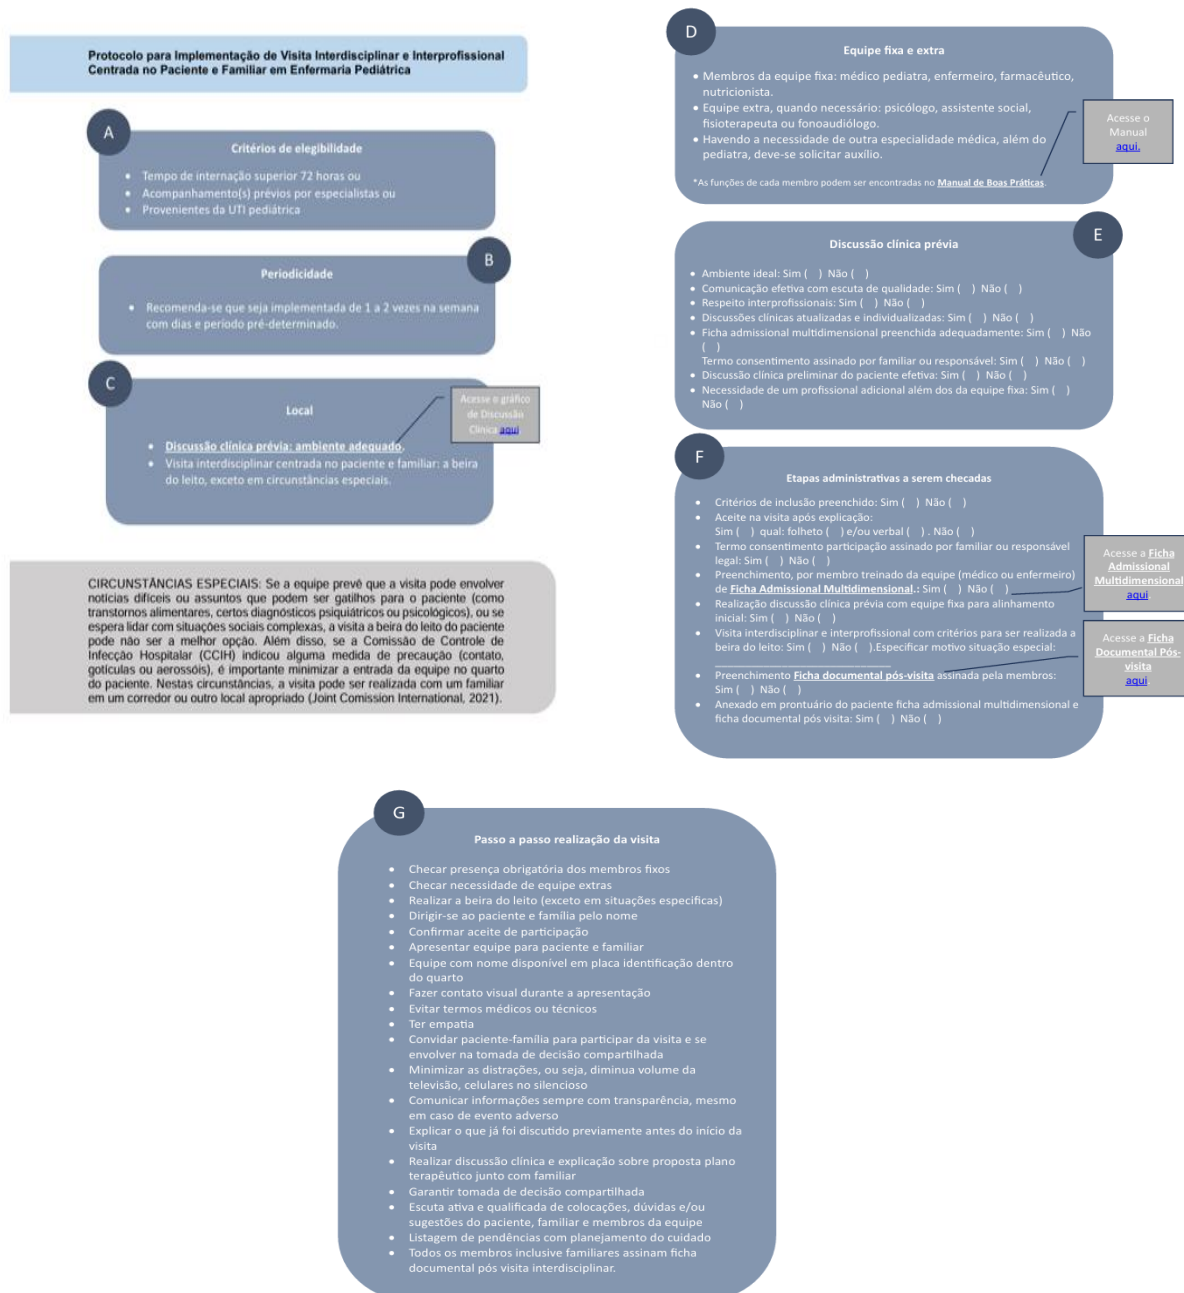 Protocolo para Implementação de Visita Interdisciplinar e Interprofissional
Centrada no Paciente e Familiar em Enfermaria Pediátrica
A
Critérios de elegibilidade
• Tempo de internação superior 72 horas ou
• Acompanhamento(s) prévios por especialistas ou
• Provenientes da UTI pediátrica
B
Periodicidade
• Recomenda-se que seja implementada de 1 a 2 vezes na semana
com dias e período pré-determinado.
C
Local
• Discussão clínica prévia: ambiente adequado.
• Visita interdisciplinar centrada no paciente e familiar: a beira
do leito, exceto em circunstâncias especiais.
Acesse o gráfico
de Discussão
Clínica aqui
CIRCUNSTÂNCIAS ESPECIAIS: Se a equipe prevê que a visita pode envolver
notícias difíceis ou assuntos que podem ser gatilhos para o paciente (como
transtornos alimentares, certos diagnósticos psiquiátricos ou psicológicos), ou se
espera lidar com situações sociais complexas, a visita a beira do leito do paciente
pode não ser a melhor opção. Além disso, se a Comissão de Controle de
Infecção Hospitalar (CCIH) indicou alguma medida de precaução (contato,
gotículas ou aerossóis), é importante minimizar a entrada da equipe no quarto
do paciente. Nestas circunstâncias, a visita pode ser realizada com um familiar
em um corredor ou outro local apropriado (Joint Comission International, 2021).
D
Equipe fixa e extra
• Membros da equipe fixa: médico pediatra, enfermeiro, farmacêutico,
nutricionista.
• Equipe extra, quando necessário: psicólogo, assistente social,
fisioterapeuta ou fonoaudiólogo.
• Havendo a necessidade de outra especialidade médica, além do
pediatra, deve-se solicitar auxílio.
*As funções de cada membro podem ser encontradas no Manual de Boas Práticas.
Acesse o
Manual
aqui.
E
Discussão clínica prévia
• Ambiente ideal: Sim ( ) Não ( )
• Comunicação efetiva com escuta de qualidade: Sim ( ) Não ( )
• Respeito interprofissionais: Sim ( ) Não ( )
• Discussões clínicas atualizadas e individualizadas: Sim ( ) Não ( )
• Ficha admissional multidimensional preenchida adequadamente: Sim ( ) Não
( )
Termo consentimento assinado por familiar ou responsável: Sim ( ) Não ( )
• Discussão clínica preliminar do paciente efetiva: Sim ( ) Não ( )
• Necessidade de um profissional adicional além dos da equipe fixa: Sim ( )
Não ( )
F
Etapas administrativas a serem checadas
• Critérios de inclusão preenchido: Sim ( ) Não ( )
• Aceite na visita após explicação:
Sim ( ) qual: folheto ( ) e/ou verbal ( ) . Não ( )
• Termo consentimento participação assinado por familiar ou responsável
legal: Sim ( ) Não ( )
• Preenchimento, por membro treinado da equipe (médico ou enfermeiro)
de Ficha Admissional Multidimensional.: Sim ( ) Não ( )
• Realização discussão clínica prévia com equipe fixa para alinhamento
inicial: Sim ( ) Não ( )
• Visita interdisciplinar e interprofissional com critérios para ser realizada a
beira do leito: Sim ( ) Não ( ).Especificar motivo situação especial:
____________________________
• Preenchimento Ficha documental pós-visita assinada pela membros:
Sim ( ) Não ( )
• Anexado em prontuário do paciente ficha admissional multidimensional e
ficha documental pós visita: Sim ( ) Não ( )
Acesse a Ficha
Admissional
Multidimensional
aqui.
Acesse a Ficha
Documental Pós-
visita
aqui.
G
Passo a passo realização da visita
• Checar presença obrigatória dos membros fixos
• Checar necessidade de equipe extras
• Realizar a beira do leito (exceto em situações especificas)
• Dirigir-se ao paciente e família pelo nome
• Confirmar aceite de participação
• Apresentar equipe para paciente e familiar
• Equipe com nome disponível em placa identificação dentro
do quarto
• Fazer contato visual durante a apresentação
• Evitar termos médicos ou técnicos
• Ter empatia
• Convidar paciente-família para participar da visita e se
envolver na tomada de decisão compartilhada
• Minimizar as distrações, ou seja, diminua volume da
televisão, celulares no silencioso
• Comunicar informações sempre com transparência, mesmo
em caso de evento adverso
• Explicar o que já foi discutido previamente antes do início da
visita
• Realizar discussão clínica e explicação sobre proposta plano
terapêutico junto com familiar
• Garantir tomada de decisão compartilhada
• Escuta ativa e qualificada de colocações, dúvidas e/ou
sugestões do paciente, familiar e membros da equipe
• Listagem de pendências com planejamento do cuidado
• Todos os membros inclusive familiares assinam ficha
documental pós visita interdisciplinar.